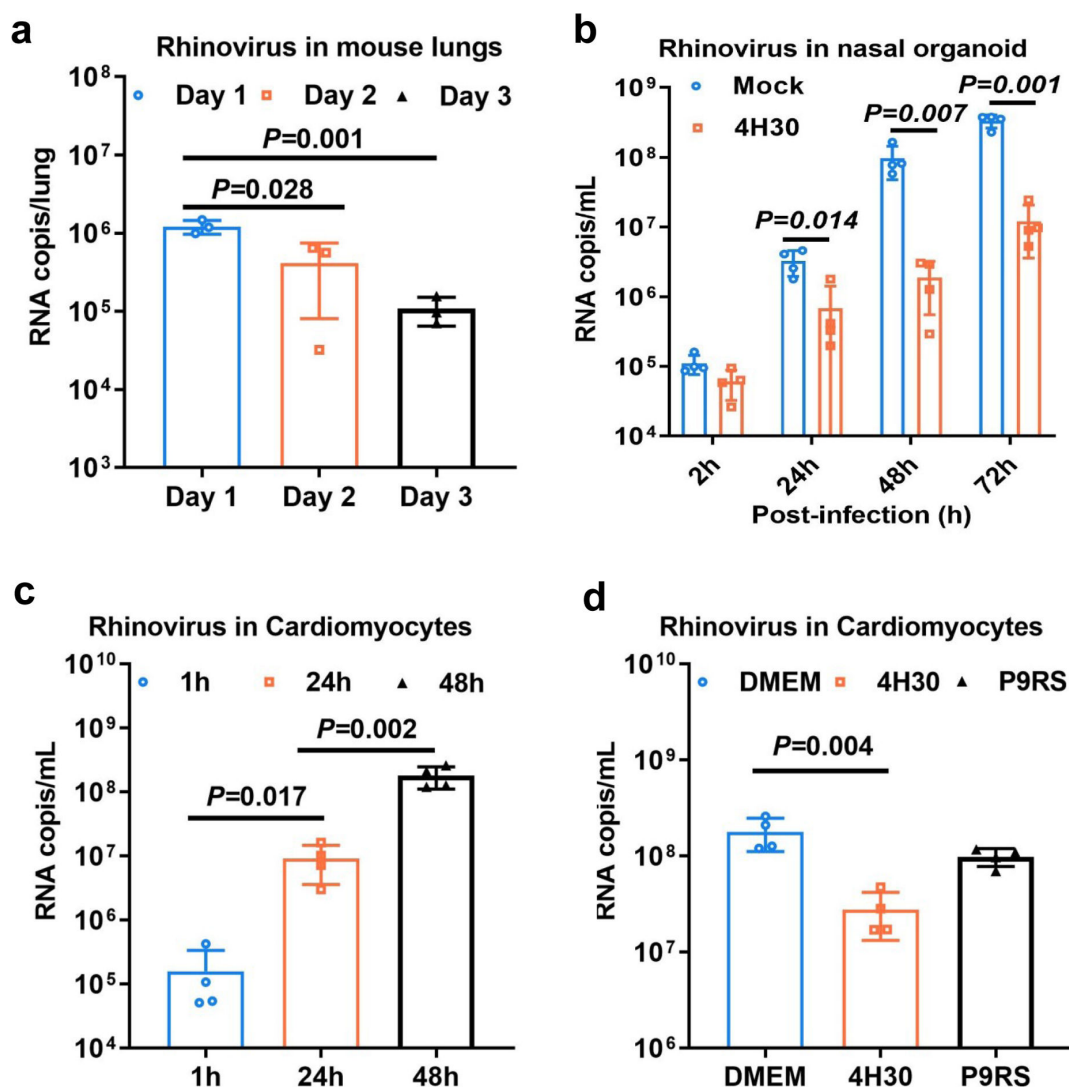 a
Rhinovirus in mouse lungs
Day 1 Day 2 Day 3
P=0.001
P=0.028
RNA copis/lung
10⁸
10⁷
10⁶
10⁵
10⁴
10³
Day 1 Day 2 Day 3
b
Rhinovirus in nasal organoid
Mock
4H30
P=0.001
P=0.007
P=0.014
RNA copis/mL
10⁹
10⁸
10⁷
10⁶
10⁵
10⁴
2h 24h 48h 72h
Post-infection (h)
c
Rhinovirus in Cardiomyocytes
1h 24h 48h
P=0.002
P=0.017
RNA copis/mL
10¹⁰
10⁹
10⁸
10⁷
10⁶
10⁵
10⁴
1h 24h 48h
d
Rhinovirus in Cardiomyocytes
DMEM 4H30 P9RS
P=0.004
RNA copis/mL
10¹⁰
10⁹
10⁸
10⁷
10⁶
DMEM 4H30 P9RS